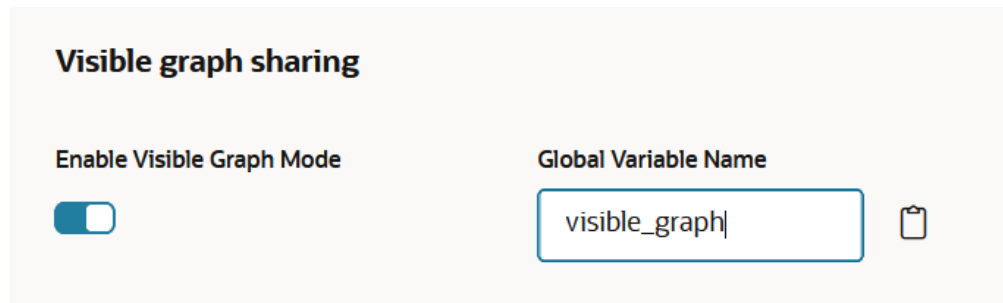 Visible graph sharing
Enable Visible Graph Mode
Global Variable Name
visible_graph